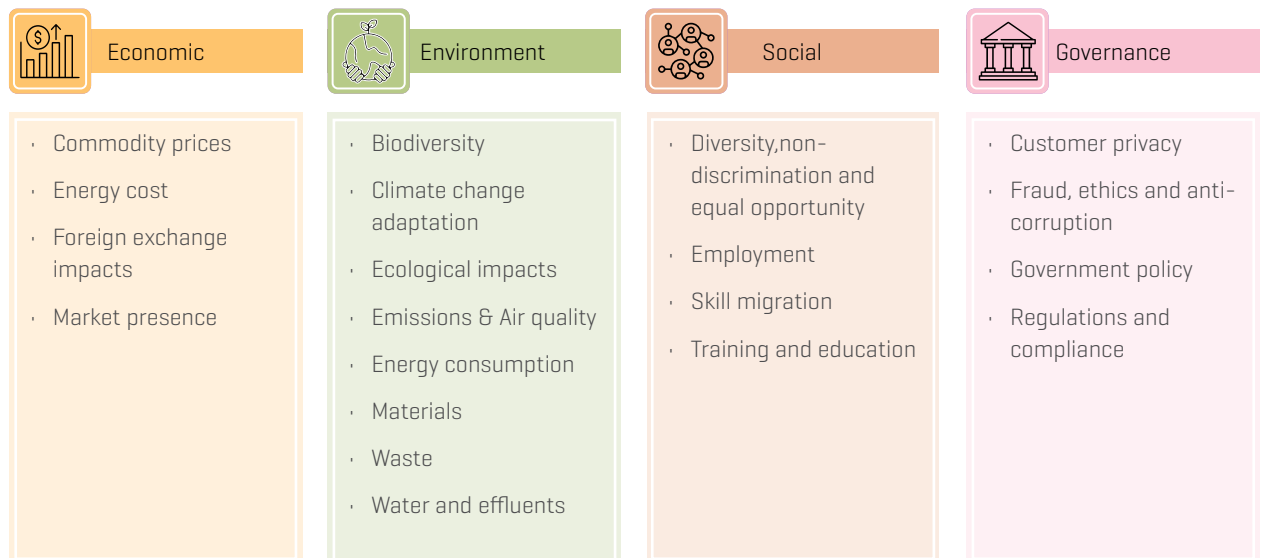 Economic
· Commodity prices
· Energy cost
· Foreign exchange
impacts
· Market presence
Environment
· Biodiversity
· Climate change
adaptation
· Ecological impacts
· Emissions & Air quality
· Energy consumption
· Materials
· Waste
· Water and effluents
Social
· Diversity,non-
discrimination and
equal opportunity
· Employment
· Skill migration
· Training and education
Governance
· Customer privacy
· Fraud, ethics and anti-
corruption
· Government policy
· Regulations and
compliance